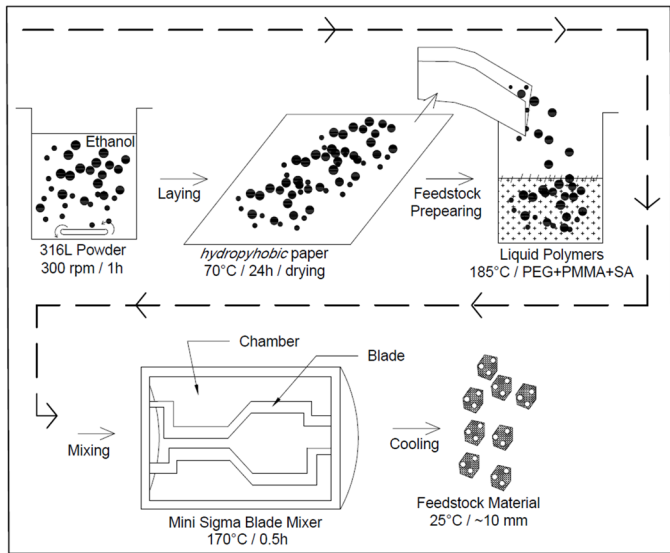 Ethanol
316L Powder
300 rpm / 1h
Laying
hydropyhobic paper
70°C / 24h / drying
Feedstock
Prepearing
Liquid Polymers
185°C / PEG+PMMA+SA
Mixing
Chamber
Blade
Mini Sigma Blade Mixer
170°C / 0.5h
Cooling
Feedstock Material
25°C / ~10 mm